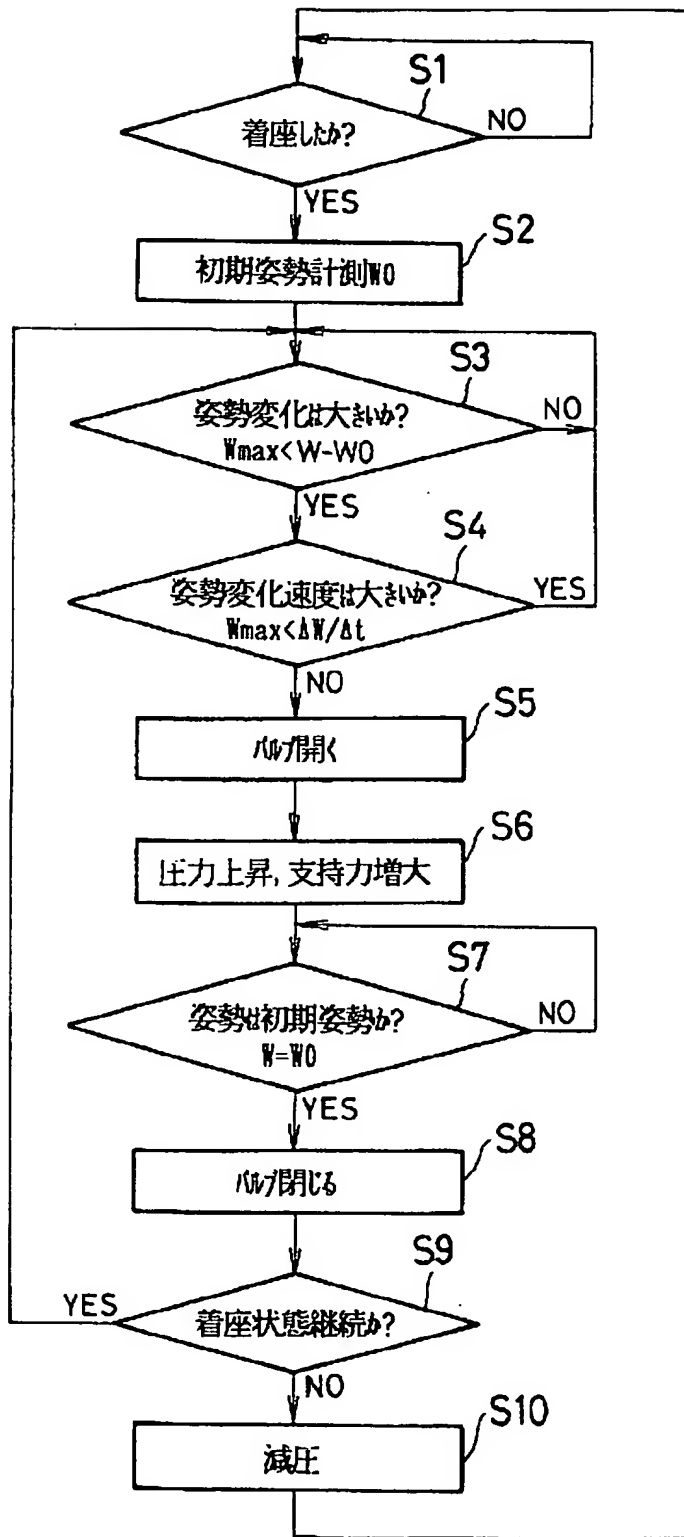 S1
着座したか?
NO
YES
S2
初期姿勢計測W0
S3
姿勢変化は大きいか?
NO
Wmax<W-W0
YES
S4
姿勢変化速度は大きいか?
YES
Wmax<ΔW/Δt
NO
S5
バルブ開く
S6
圧力上昇,支持力増大
S7
姿勢は初期姿勢か?
NO
W=W0
YES
S8
バルブ閉じる
S9
YES
着座状態継続か?
NO
S10
減圧